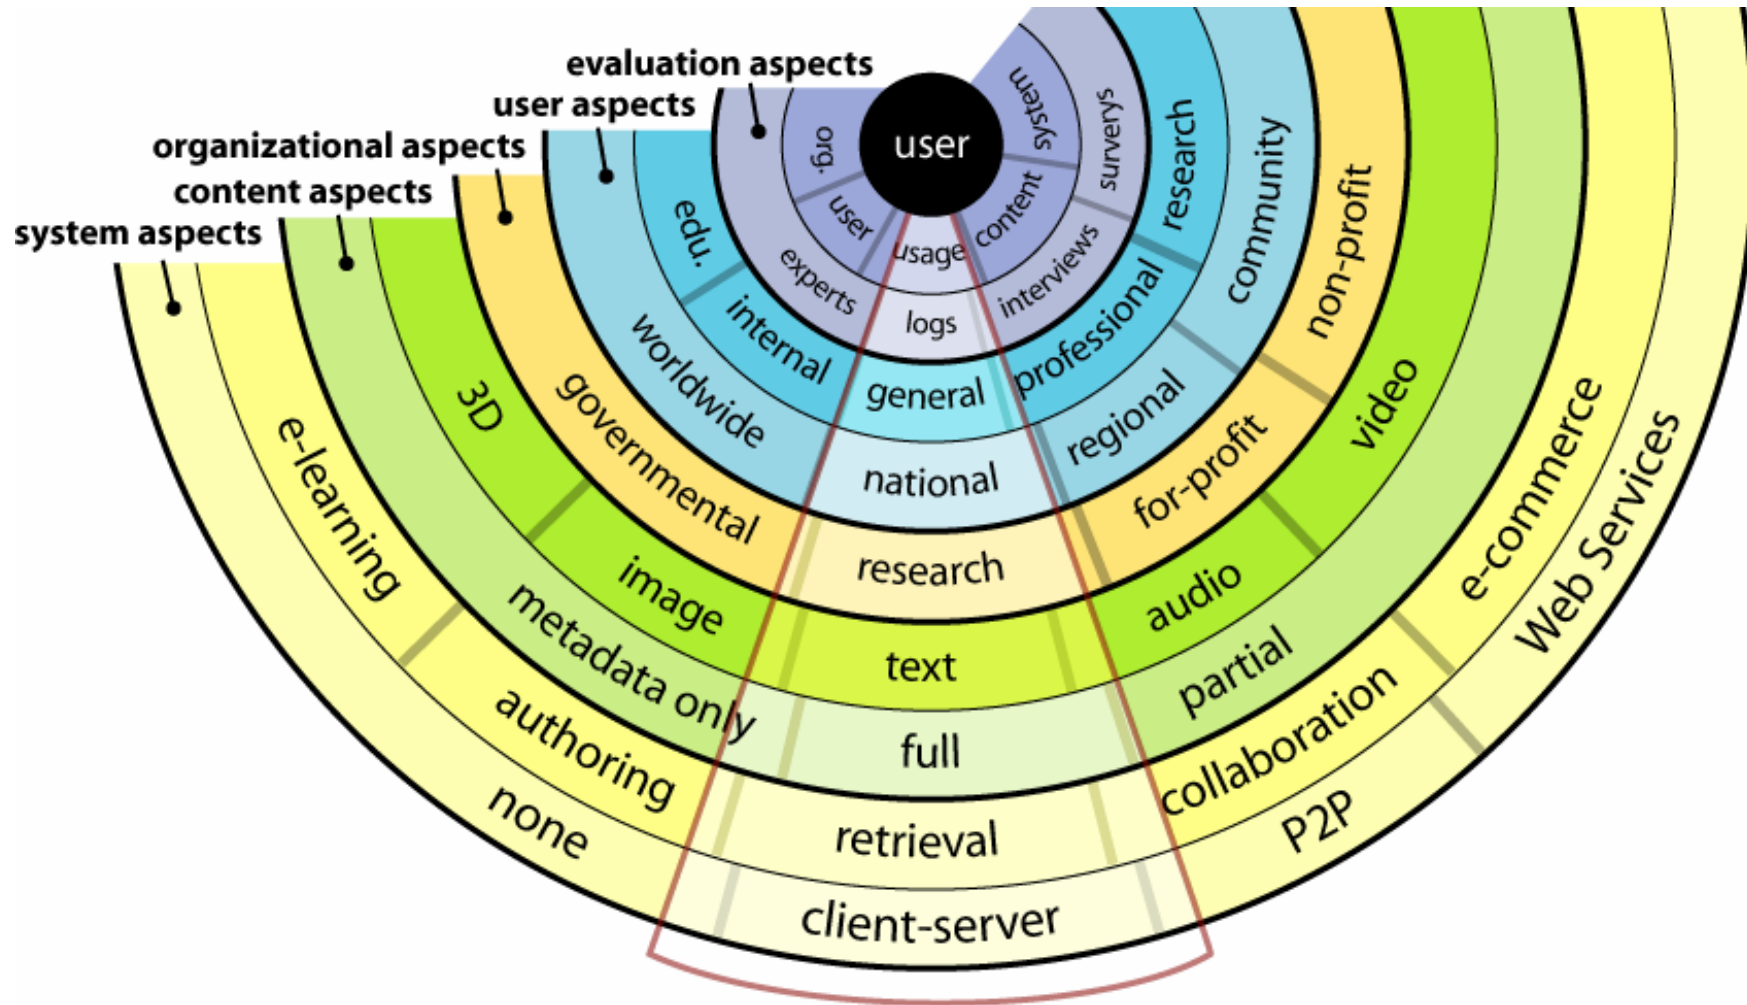 evaluation aspects
user aspects
organizational aspects
content aspects
system aspects
user
org.
user
usage
content
system
experts
logs
interviews
surverys
edu.
internal
general
professional
research
worldwide
national
regional
community
governmental
research
for-profit
non-profit
3D
image
text
audio
video
metadata only
full
partial
e-learning
authoring
retrieval
collaboration
e-commerce
none
client-server
P2P
Web Services